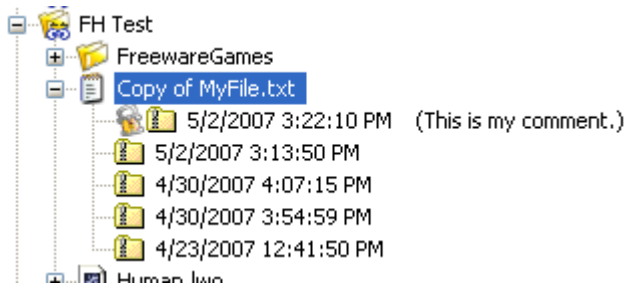 FH Test
FreewareGames
Copy of MyFile.txt
5/2/2007 3:22:10 PM (This is my comment.)
5/2/2007 3:13:50 PM
4/30/2007 4:07:15 PM
4/30/2007 3:54:59 PM
4/23/2007 12:41:50 PM
Human.lwo